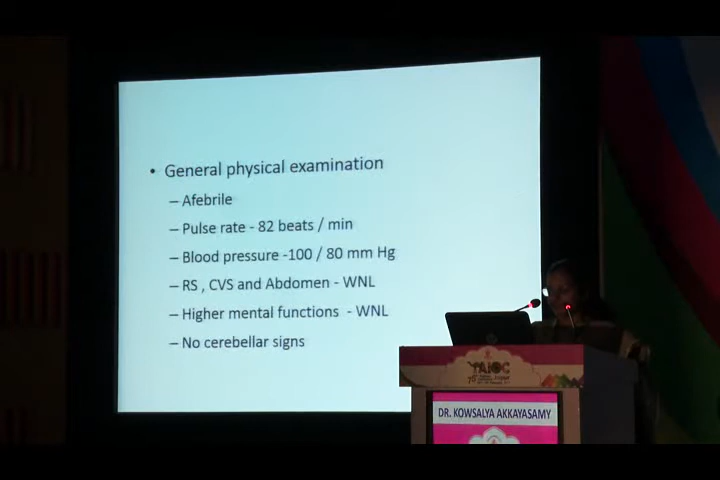 • General physical examination
– Afebrile
– Pulse rate - 82 beats / min
– Blood pressure -100 / 80 mm Hg
– RS , CVS and Abdomen - WNL
– Higher mental functions - WNL
– No cerebellar signs
DR. KOWSALYA AKKAYASAMY